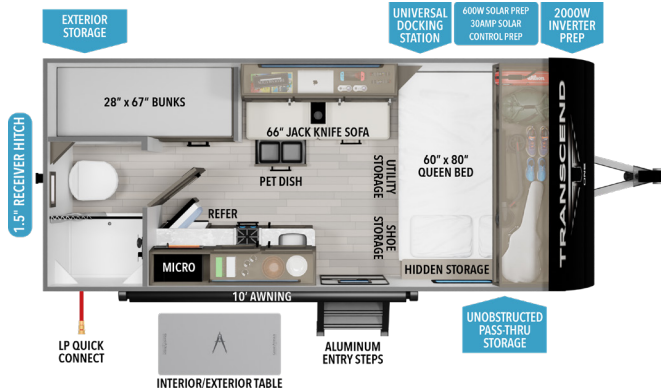 EXTERIOR
STORAGE
UNIVERSAL
DOCKING
STATION
600W SOLAR PREP
30AMP SOLAR
CONTROL PREP
2000W
INVERTER
PREP
28” x 67” BUNKS
66” JACK KNIFE SOFA
PET DISH
UTILITY
STORAGE
60” x 80”
QUEEN BED
TRANSCEND
ONE
1.5" RECEIVER HITCH
REFER
SHOE
STORAGE
MICRO
HIDDEN STORAGE
10’ AWNING
LP QUICK
CONNECT
INTERIOR/EXTERIOR TABLE
ALUMINUM
ENTRY STEPS
UNOBSTRUCTED
PASS-THRU
STORAGE